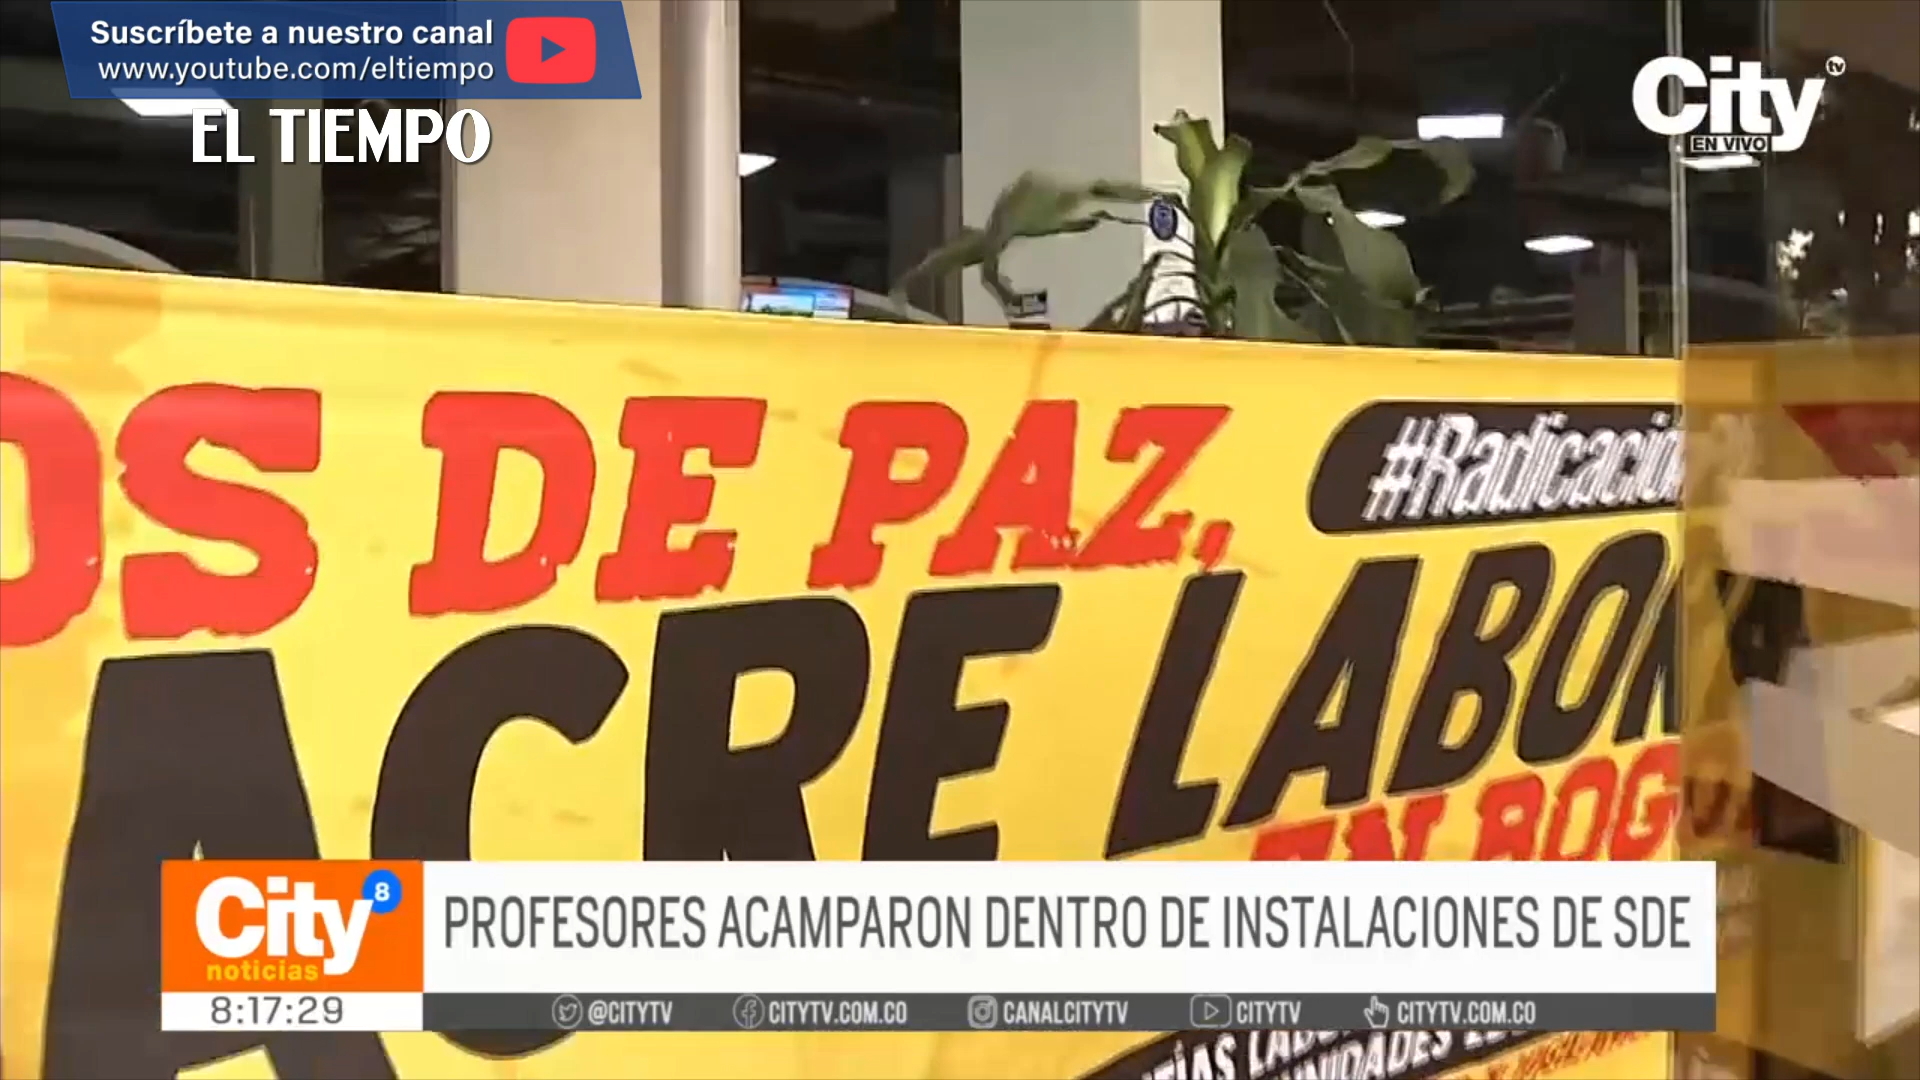 Suscríbete a nuestro canal
www.youtube.com/eltiempo
EL TIEMPO
City tv
EN VIVO
OS DE PAZ,
#Radicació
ACRE LABOR
EN BOG
City 8
noticias
PROFESORES ACAMPARON DENTRO DE INSTALACIONES DE SDE
8:17:29
@CITYTV
CITYTV.COM.CO
CANALCITYTV
CITYTV
CITYTV.COM.CO